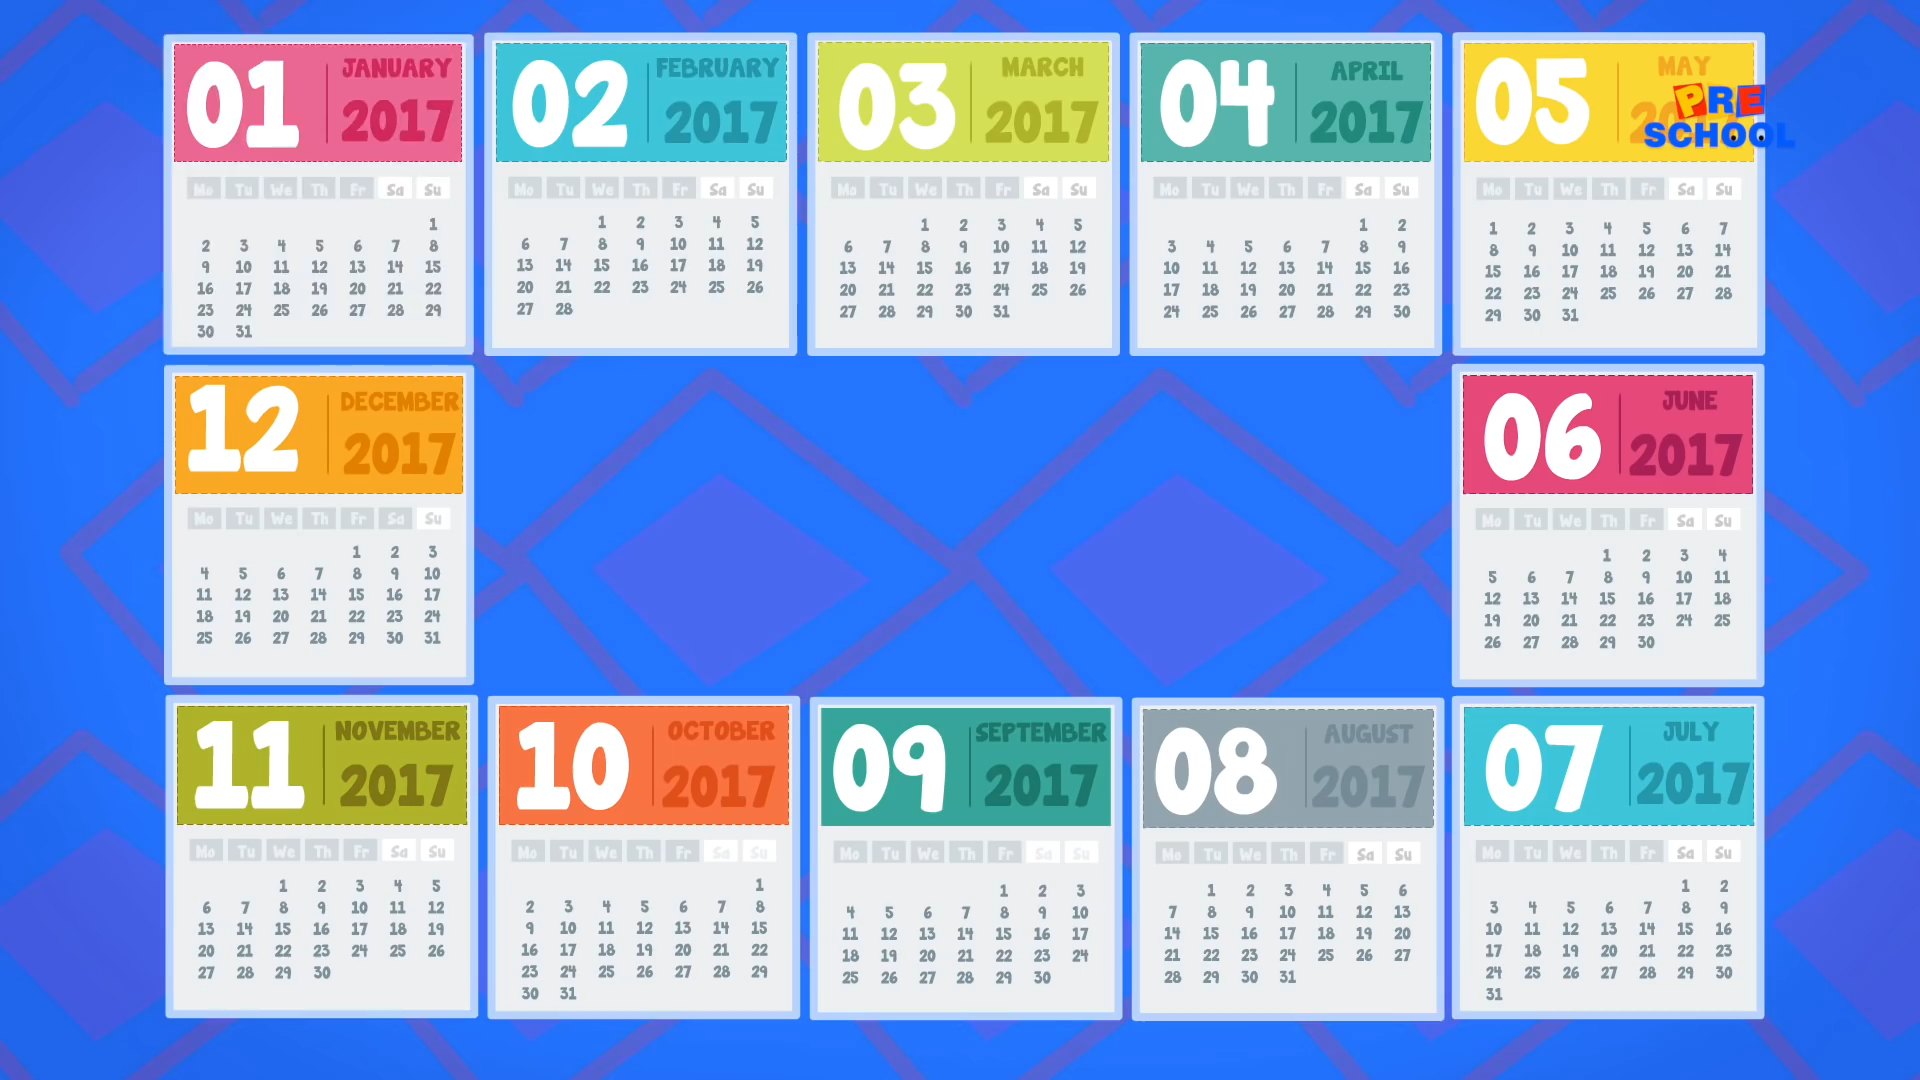 01 JANUARY 2017
Mo Tu We Th Fr Sa Su
1
2 3 4 5 6 7 8
9 10 11 12 13 14 15
16 17 18 19 20 21 22
23 24 25 26 27 28 29
30 31
02 FEBRUARY 2017
Mo Tu We Th Fr Sa Su
1 2 3 4 5
6 7 8 9 10 11 12
13 14 15 16 17 18 19
20 21 22 23 24 25 26
27 28
03 MARCH 2017
Mo Tu We Th Fr Sa Su
1 2 3 4 5
6 7 8 9 10 11 12
13 14 15 16 17 18 19
20 21 22 23 24 25 26
27 28 29 30 31
04 APRIL 2017
Mo Tu We Th Fr Sa Su
1 2
3 4 5 6 7 8 9
10 11 12 13 14 15 16
17 18 19 20 21 22 23
24 25 26 27 28 29 30
05 MAY 2017
PRE
SCHOOL
Mo Tu We Th Fr Sa Su
1 2 3 4 5 6 7
8 9 10 11 12 13 14
15 16 17 18 19 20 21
22 23 24 25 26 27 28
29 30 31
12 DECEMBER 2017
Mo Tu We Th Fr Sa Su
1 2 3
4 5 6 7 8 9 10
11 12 13 14 15 16 17
18 19 20 21 22 23 24
25 26 27 28 29 30 31
06 JUNE 2017
Mo Tu We Th Fr Sa Su
1 2 3 4
5 6 7 8 9 10 11
12 13 14 15 16 17 18
19 20 21 22 23 24 25
26 27 28 29 30
11 NOVEMBER 2017
Mo Tu We Th Fr Sa Su
1 2 3 4 5
6 7 8 9 10 11 12
13 14 15 16 17 18 19
20 21 22 23 24 25 26
27 28 29 30
10 OCTOBER 2017
Mo Tu We Th Fr Sa Su
1
2 3 4 5 6 7 8
9 10 11 12 13 14 15
16 17 18 19 20 21 22
23 24 25 26 27 28 29
30 31
09 SEPTEMBER 2017
Mo Tu We Th Fr Sa Su
1 2 3
4 5 6 7 8 9 10
11 12 13 14 15 16 17
18 19 20 21 22 23 24
25 26 27 28 29 30
08 AUGUST 2017
Mo Tu We Th Fr Sa Su
1 2 3 4 5 6
7 8 9 10 11 12 13
14 15 16 17 18 19 20
21 22 23 24 25 26 27
28 29 30 31
07 JULY 2017
Mo Tu We Th Fr Sa Su
1 2
3 4 5 6 7 8 9
10 11 12 13 14 15 16
17 18 19 20 21 22 23
24 25 26 27 28 29 30
31